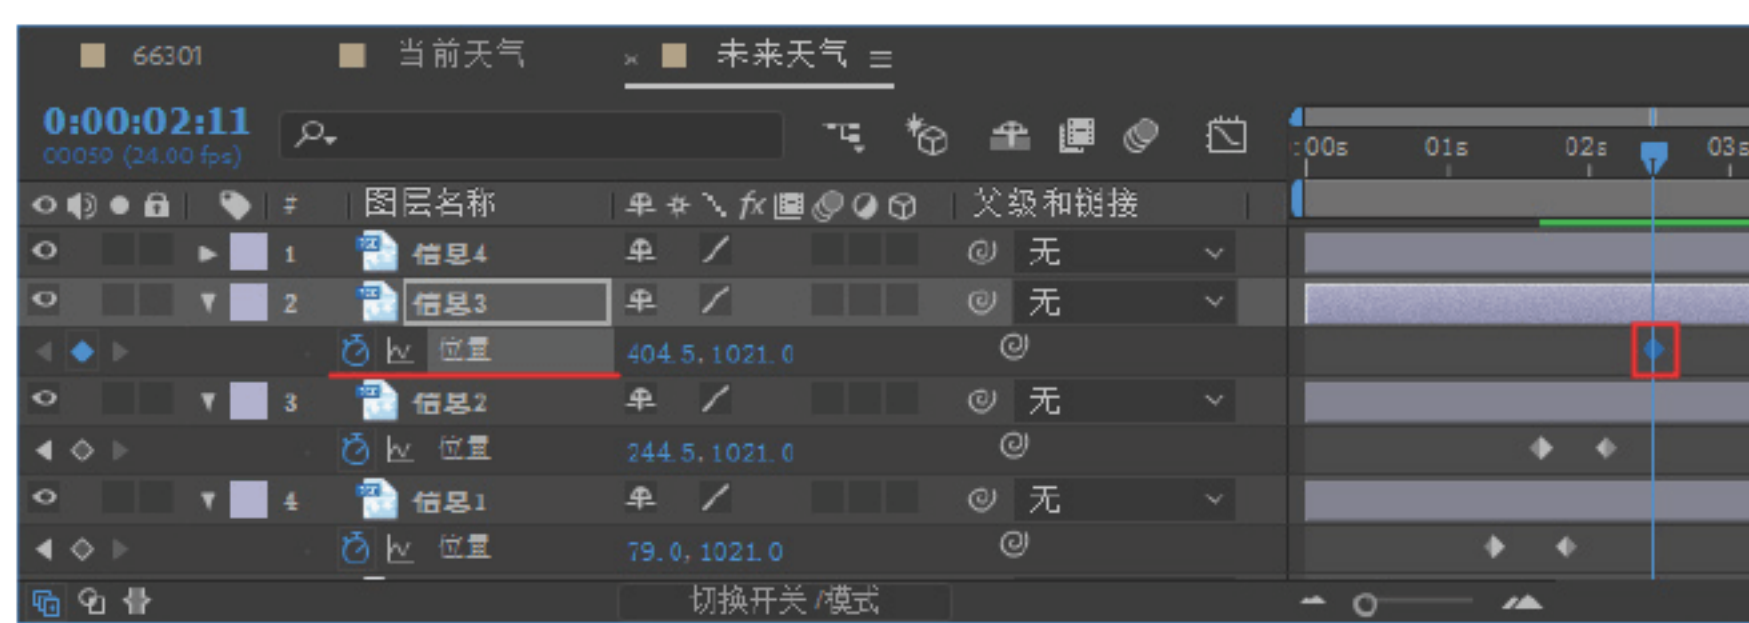 66301 当前天气 × 未来天气
0:00:02:11
00059 (24.00 fps)
:00s 01s 02s 03s
# 图层名称 fx 父级和链接
1 信息4 无
2 信息3 无
位置 404.5, 1021.0
3 信息2 无
位置 244.5, 1021.0
4 信息1 无
位置 79.0, 1021.0
切换开关/模式